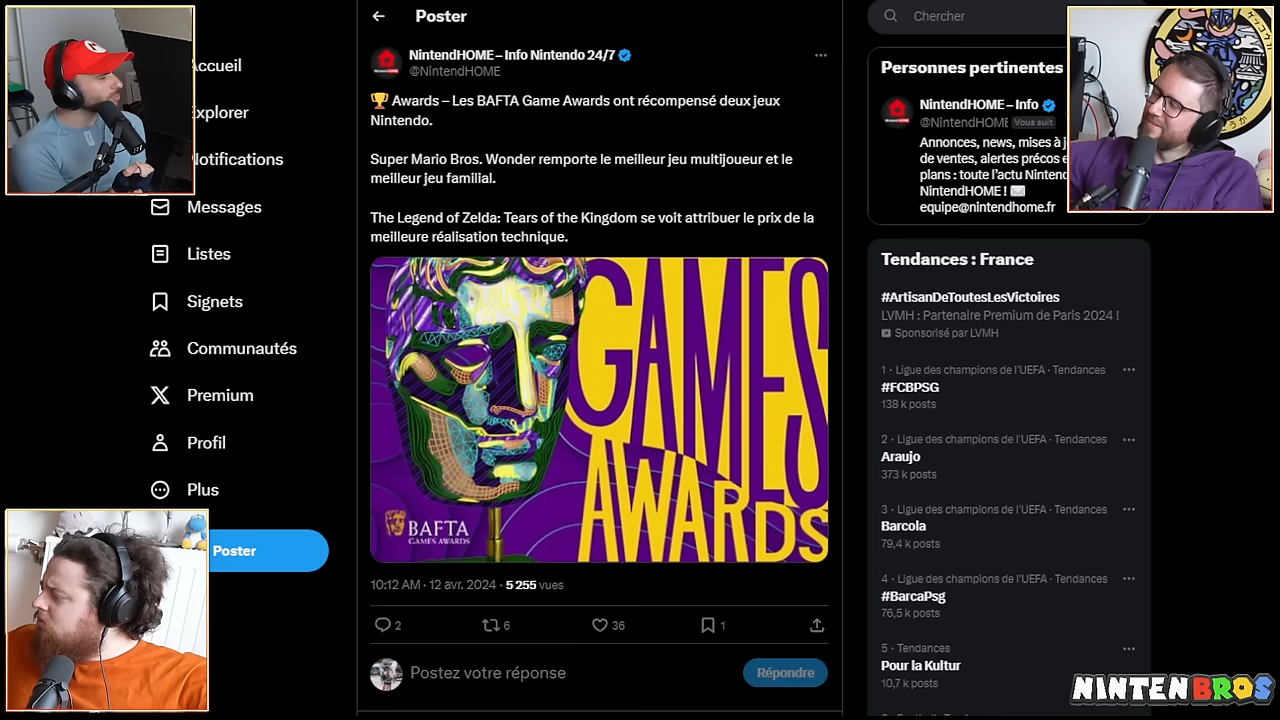 Accueil
Explorer
Notifications
Messages
Listes
Signets
Communautés
Premium
Profil
Plus
Poster
Poster
NintendHOME – Info Nintendo 24/7
@NintendHOME
🏆 Awards – Les BAFTA Game Awards ont récompensé deux jeux
Nintendo.
Super Mario Bros. Wonder remporte le meilleur jeu multijoueur et le
meilleur jeu familial.
The Legend of Zelda: Tears of the Kingdom se voit attribuer le prix de la
meilleure réalisation technique.
GAMES
AWARDS
BAFTA
GAMES AWARDS
10:12 AM · 12 avr. 2024 · 5 255 vues
2
6
36
1
Postez votre réponse
Répondre
Chercher
Personnes pertinentes
NintendHOME – Info
@NintendHOME Vous suit
Annonces, news, mises à j
de ventes, alertes précos e
plans : toute l'actu Nintend
NintendHOME ! ✉️
equipe@nintendhome.fr
Tendances : France
#ArtisanDeToutesLesVictoires
LVMH : Partenaire Premium de Paris 2024 !
Sponsorisé par LVMH
1 · Ligue des champions de l'UEFA · Tendances
#FCBPSG
138 k posts
2 · Ligue des champions de l'UEFA · Tendances
Araujo
373 k posts
3 · Ligue des champions de l'UEFA · Tendances
Barcola
79,4 k posts
4 · Ligue des champions de l'UEFA · Tendances
#BarcaPsg
76,5 k posts
5 · Tendances
Pour la Kultur
10,7 k posts
NINTENBROS